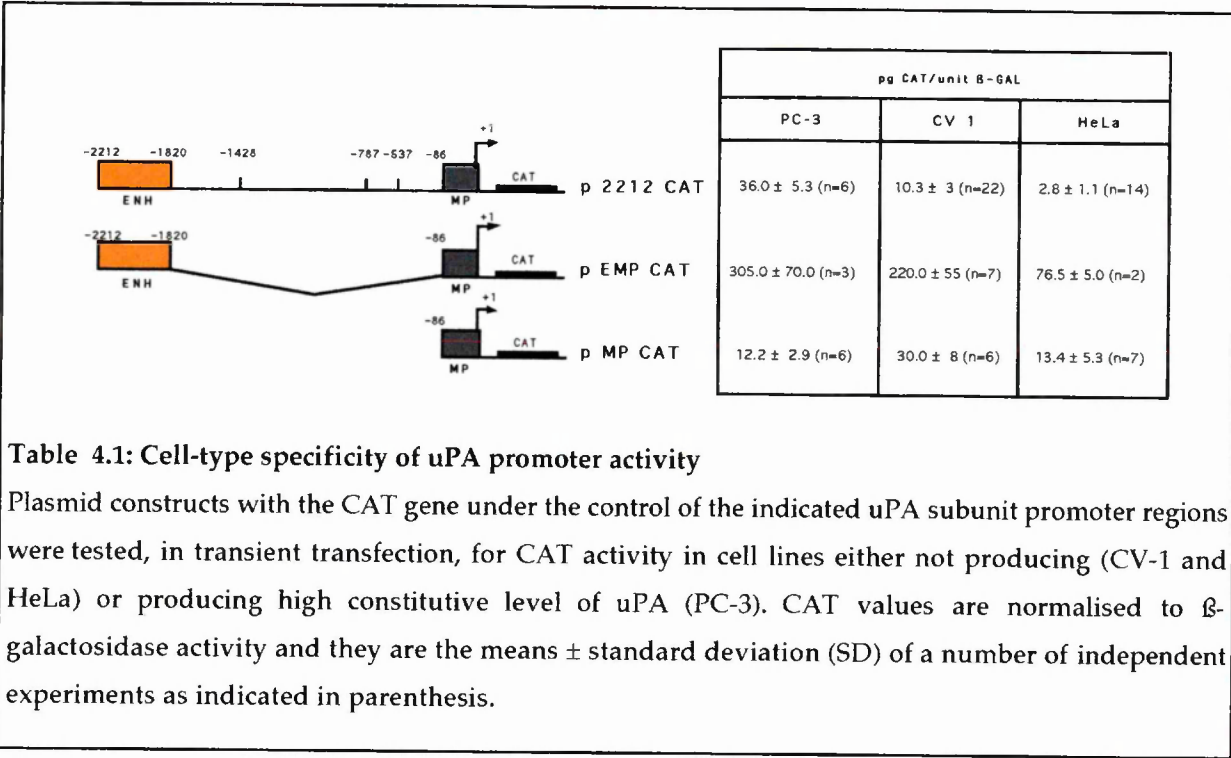 pg CAT/unit ß-GAL
PC-3 CV 1 HeLa
-2212 -1820 -1428 -787 -537 -86 +1
ENH MP CAT p 2212 CAT 36.0 ± 5.3 (n=6) 10.3 ± 3 (n=22) 2.8 ± 1.1 (n=14)
-2212 -1820 -86 +1
ENH MP CAT p EMP CAT 305.0 ± 70.0 (n=3) 220.0 ± 55 (n=7) 76.5 ± 5.0 (n=2)
-86 +1
MP CAT p MP CAT 12.2 ± 2.9 (n=6) 30.0 ± 8 (n=6) 13.4 ± 5.3 (n=7)
Table 4.1: Cell-type specificity of uPA promoter activity
Plasmid constructs with the CAT gene under the control of the indicated uPA subunit promoter regions
were tested, in transient transfection, for CAT activity in cell lines either not producing (CV-1 and
HeLa) or producing high constitutive level of uPA (PC-3). CAT values are normalised to ß-
galactosidase activity and they are the means ± standard deviation (SD) of a number of independent
experiments as indicated in parenthesis.